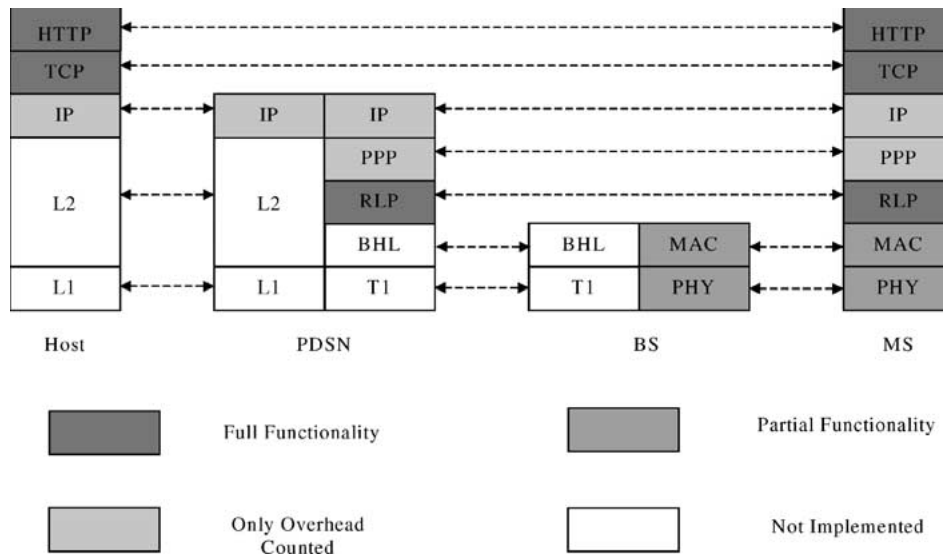 HTTP HTTP
TCP TCP
IP IP IP IP
PPP PPP
L2 L2 RLP RLP
BHL BHL MAC MAC
L1 L1 T1 T1 PHY PHY
Host PDSN BS MS
Full Functionality Partial Functionality
Only Overhead
Counted
Not Implemented